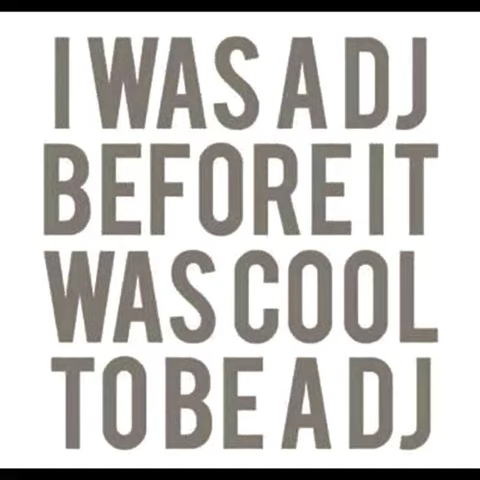 I WAS A DJ
BEFORE IT
WAS COOL
TO BE A DJ